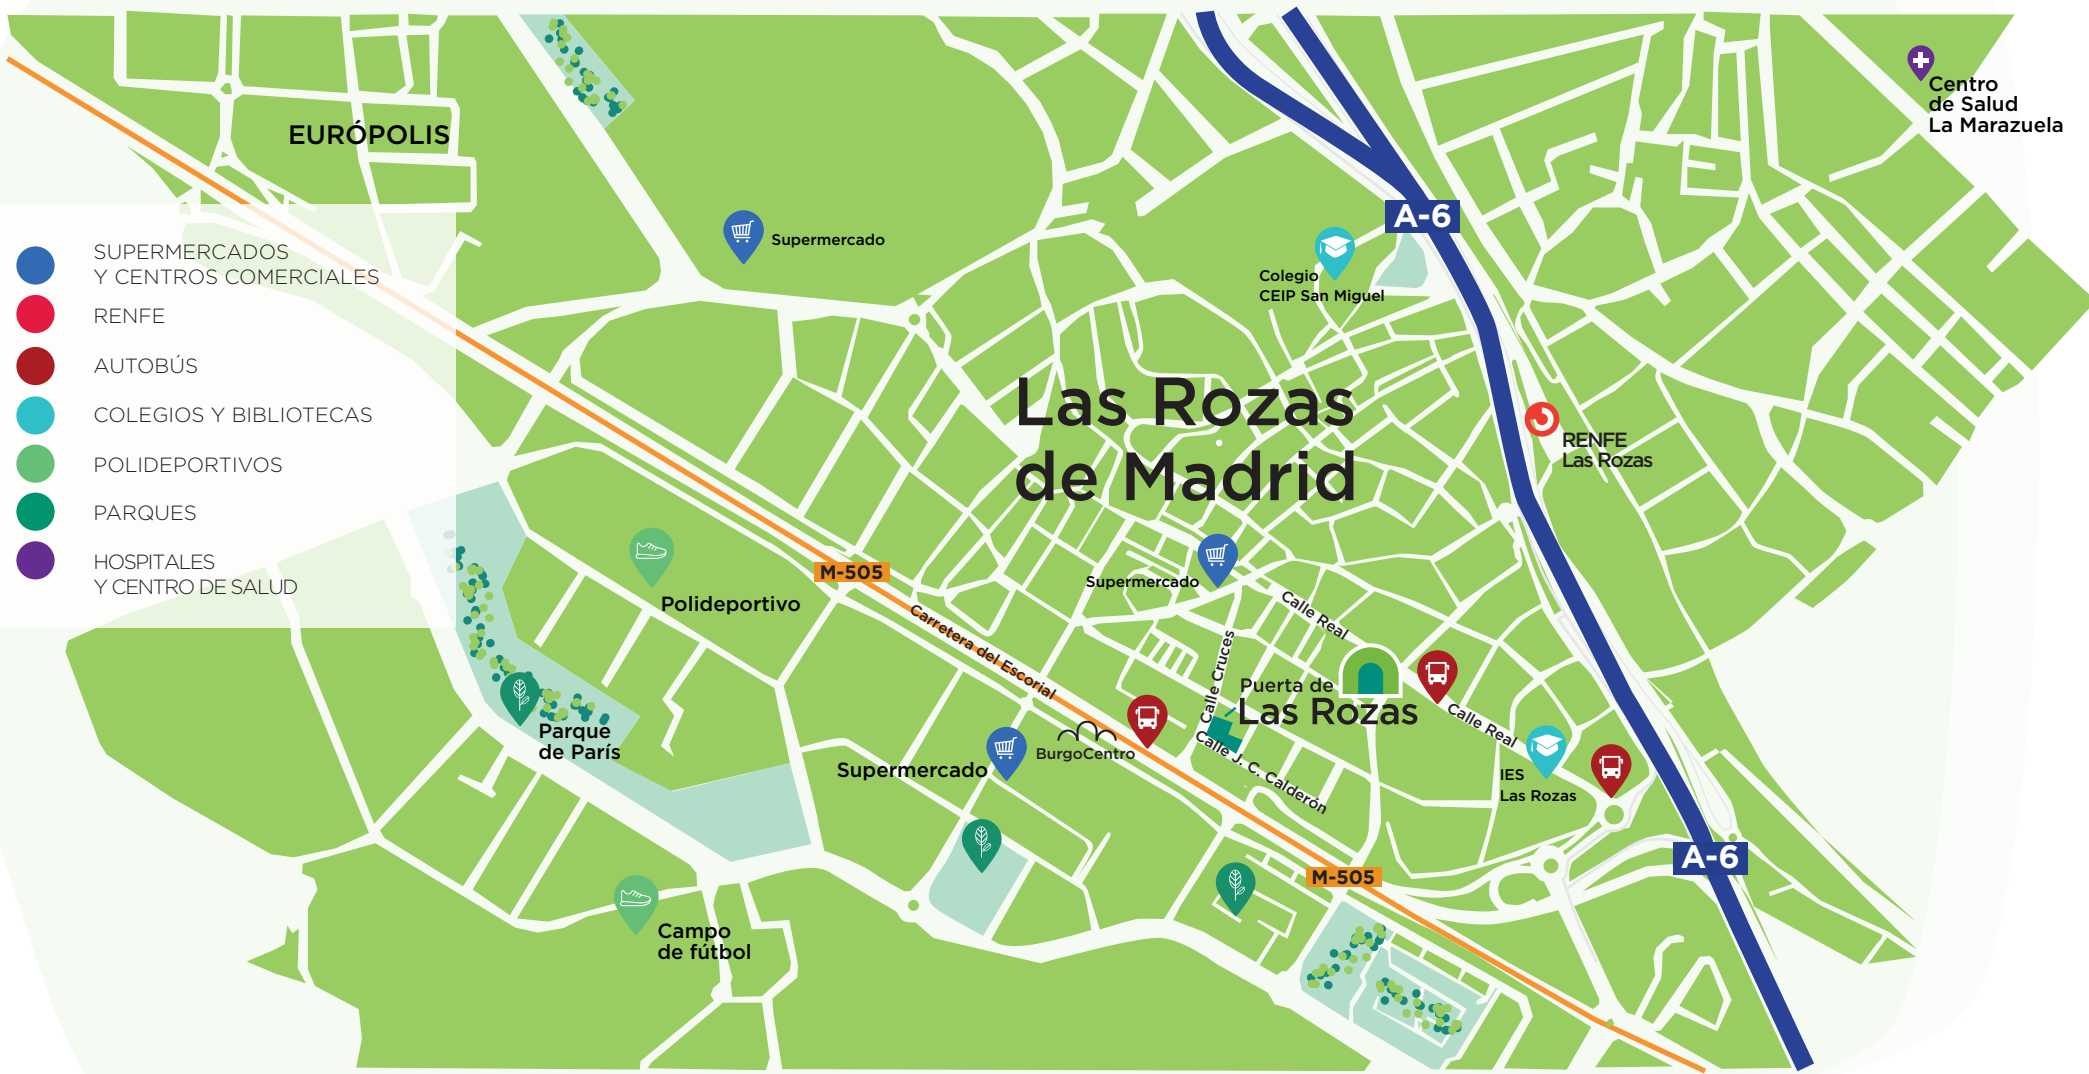 EURÓPOLIS
Centro
de Salud
La Marazuela
A-6
SUPERMERCADOS
Y CENTROS COMERCIALES
RENFE
AUTOBÚS
COLEGIOS Y BIBLIOTECAS
POLIDEPORTIVOS
PARQUES
HOSPITALES
Y CENTRO DE SALUD
Supermercado
Colegio
CEIP San Miguel
Las Rozas
de Madrid
RENFE
Las Rozas
M-505
Supermercado
Polideportivo
Carretera del Escorial
Calle Real
Calle Cruces
Puerta de
Las Rozas
Calle Real
Parque
de París
Supermercado
BurgoCentro
Calle J. C. Calderón
IES
Las Rozas
A-6
M-505
Campo
de fútbol